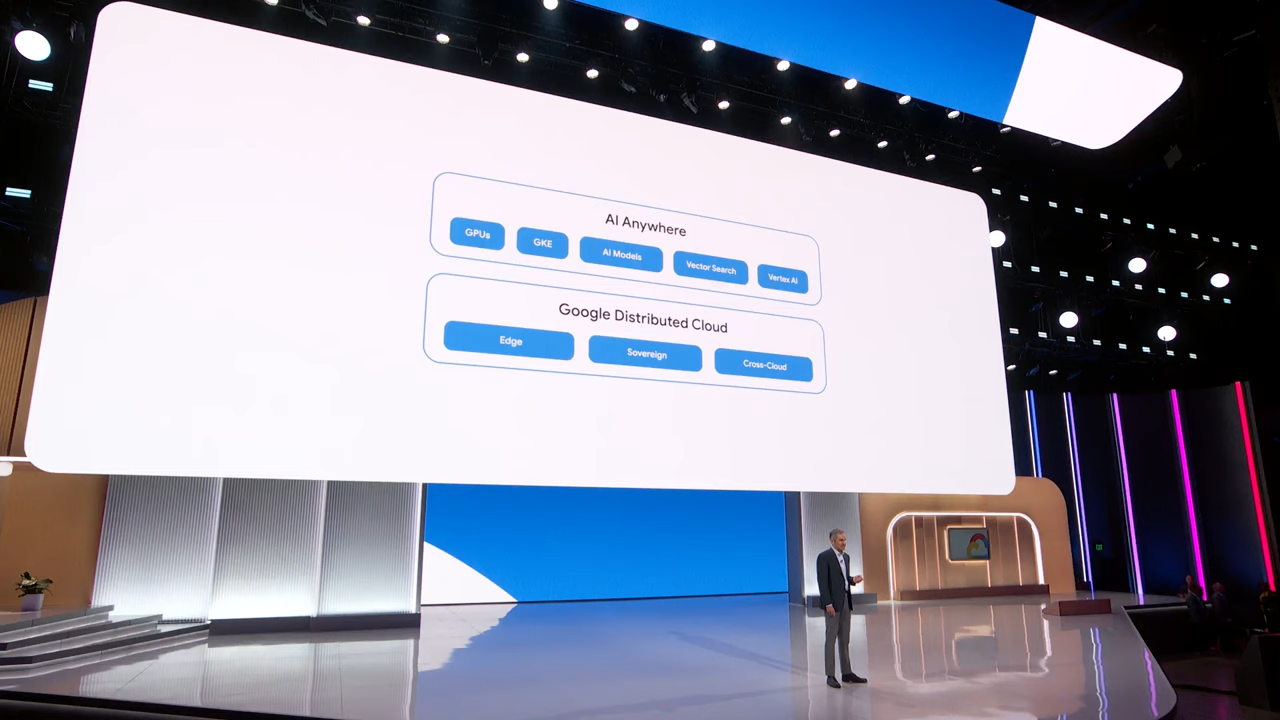 AI Anywhere
GPUs
GKE
AI Models
Vector Search
Vertex AI
Google Distributed Cloud
Edge
Sovereign
Cross-Cloud